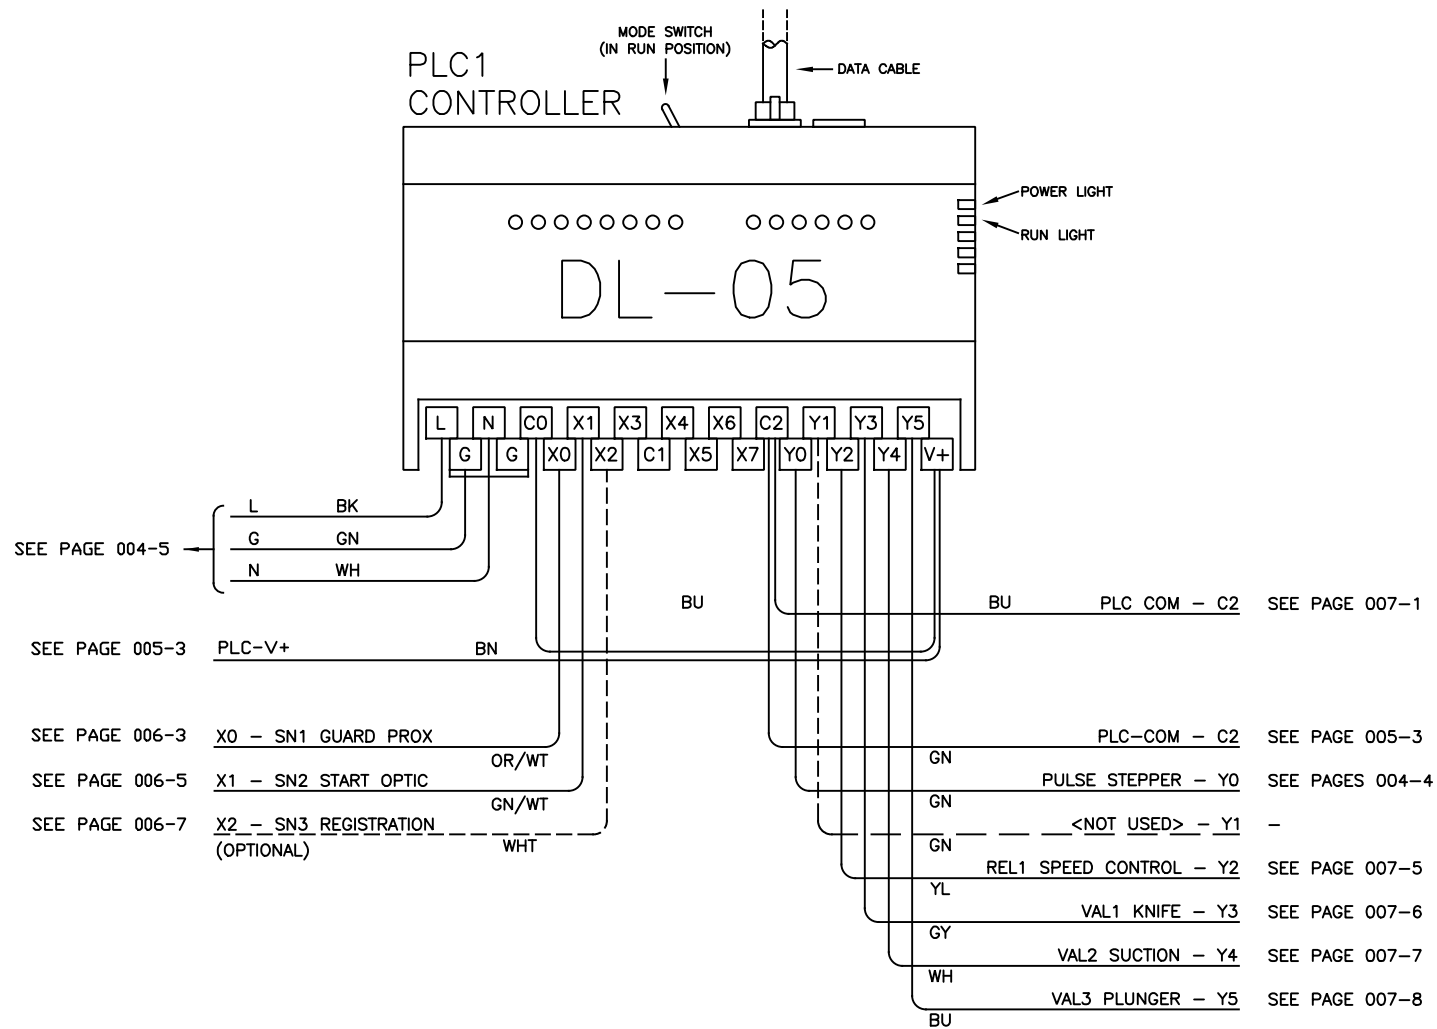 MODE SWITCH
(IN RUN POSITION)
PLC1
CONTROLLER
DATA CABLE
POWER LIGHT
RUN LIGHT
DL-05
L N C0 X1 X3 X4 X6 C2 Y1 Y3 Y5
G G X0 X2 C1 X5 X7 Y0 Y2 Y4 V+
L BK
SEE PAGE 004-5 G GN
N WH
BU
BU PLC COM - C2 SEE PAGE 007-1
SEE PAGE 005-3 PLC-V+ BN
SEE PAGE 006-3 X0 - SN1 GUARD PROX
OR/WT
SEE PAGE 006-5 X1 - SN2 START OPTIC
GN/WT
SEE PAGE 006-7 X2 - SN3 REGISTRATION
(OPTIONAL) WHT
PLC-COM - C2 SEE PAGE 005-3
GN
PULSE STEPPER - Y0 SEE PAGES 004-4
GN
<NOT USED> - Y1 -
GN
REL1 SPEED CONTROL - Y2 SEE PAGE 007-5
YL
VAL1 KNIFE - Y3 SEE PAGE 007-6
GY
VAL2 SUCTION - Y4 SEE PAGE 007-7
WH
VAL3 PLUNGER - Y5 SEE PAGE 007-8
BU